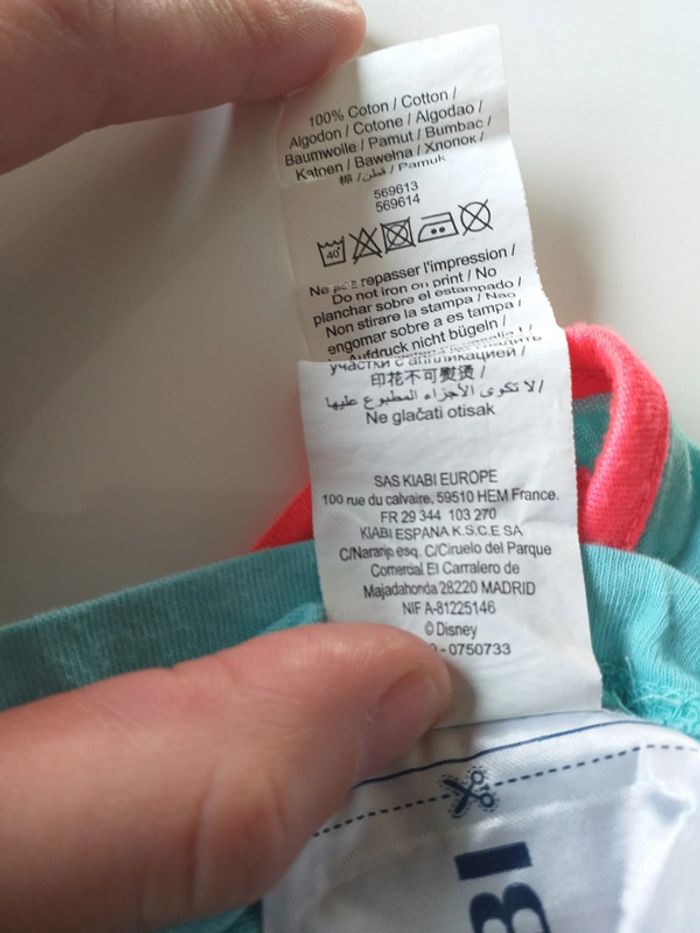 100% Coton / Cotton /
Algodon / Cotone / Algodao /
Baumwolle / Pamut / Bumbac /
Katoen / Bawełna / Хлопок /
棉 / قطن / Pamuk
569613
569614
40°
Ne pas repasser l'impression /
Do not iron on print / No
planchar sobre el estampado /
Non stirare la stampa / Nao
engomar sobre a es tampa /
Aufdruck nicht bügeln /
участки с аппликацией /
印花不可熨烫 /
لا تكوى الأجزاء المطبوع عليها /
Ne glačati otisak
SAS KIABI EUROPE
100 rue du calvaire, 59510 HEM France.
FR 29 344 103 270
KIABI ESPANA K.S.C.E SA
C/Naranjo esq. C/Ciruelo del Parque
Comercial El Carralero de
Majadahonda 28220 MADRID
NIF A-81225146
© Disney
- 0750733
BI